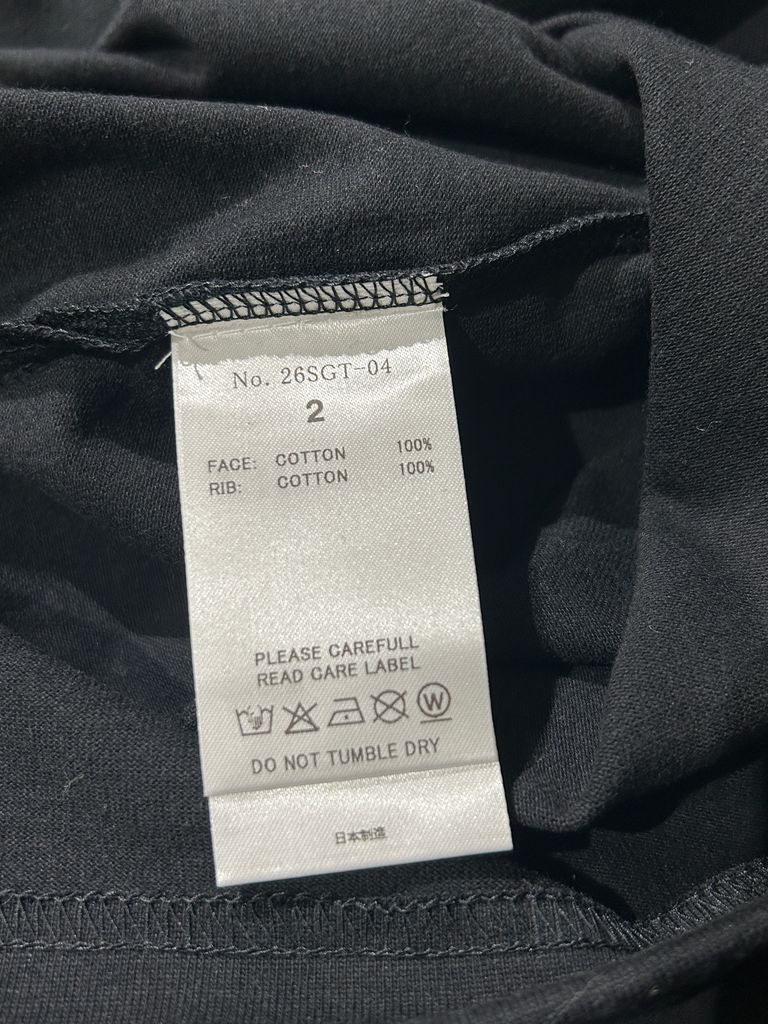 No. 26SGT-04
2
FACE: COTTON 100%
RIB: COTTON 100%
PLEASE CAREFULL
READ CARE LABEL
W
DO NOT TUMBLE DRY
日本制造